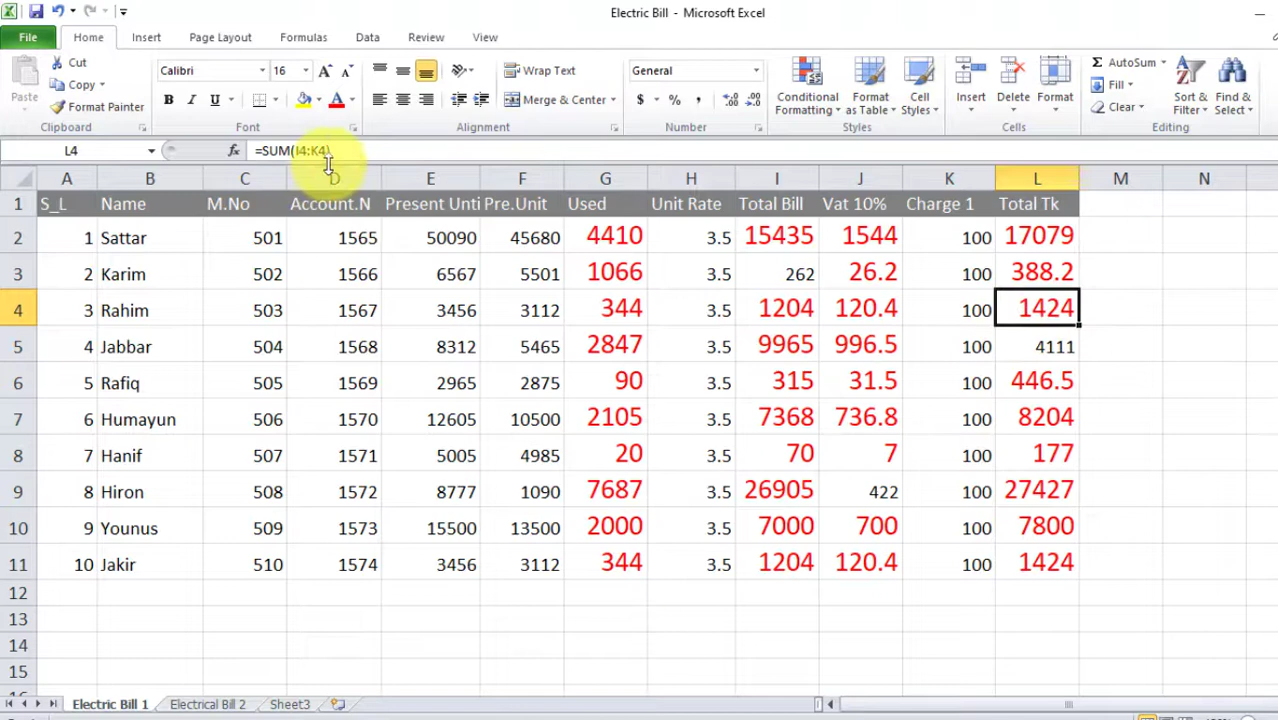 Electric Bill - Microsoft Excel
File Home Insert Page Layout Formulas Data Review View
Paste Cut Copy Format Painter Clipboard
Calibri 16 A A B I U A Font
Wrap Text Merge & Center Alignment
General $ % , Number
Conditional Formatting Format as Table Cell Styles Styles
Insert Delete Format Cells
Σ AutoSum Fill Clear Sort & Filter Find & Select Editing
L4 fx =SUM(I4:K4)
A B C D E F G H I J K L M N
1 S_L Name M.No Account.N Present Unti Pre.Unit Used Unit Rate Total Bill Vat 10% Charge 1 Total Tk
2 1 Sattar 501 1565 50090 45680 4410 3.5 15435 1544 100 17079
3 2 Karim 502 1566 6567 5501 1066 3.5 262 26.2 100 388.2
4 3 Rahim 503 1567 3456 3112 344 3.5 1204 120.4 100 1424
5 4 Jabbar 504 1568 8312 5465 2847 3.5 9965 996.5 100 4111
6 5 Rafiq 505 1569 2965 2875 90 3.5 315 31.5 100 446.5
7 6 Humayun 506 1570 12605 10500 2105 3.5 7368 736.8 100 8204
8 7 Hanif 507 1571 5005 4985 20 3.5 70 7 100 177
9 8 Hiron 508 1572 8777 1090 7687 3.5 26905 422 100 27427
10 9 Younus 509 1573 15500 13500 2000 3.5 7000 700 100 7800
11 10 Jakir 510 1574 3456 3112 344 3.5 1204 120.4 100 1424
12
13
14
15
Electric Bill 1 Electrical Bill 2 Sheet3